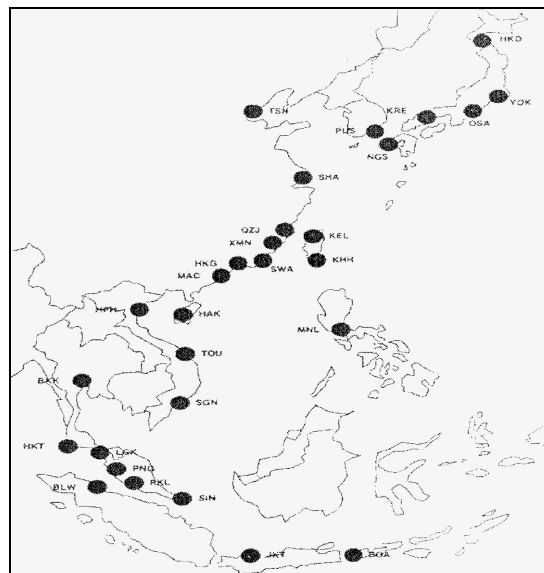 HKD
YOK
TSN
KRE
OSA
PUS
NGS
SHA
QZJ
KEL
XMN
HKG
SWA
KHH
MAC
HPH
HAK
MNL
TOU
BKK
SGN
HKT
LGK
PNG
PKL
BLW
SIN
JKT
BOA